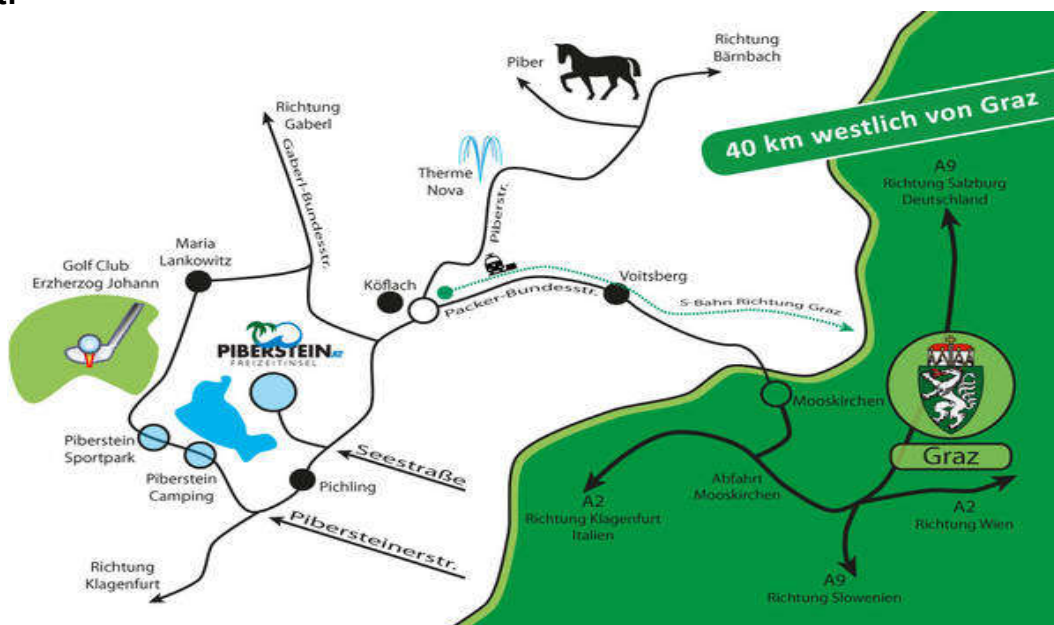 Richtung
Bärnbach
Piber
40 km westlich von Graz
Richtung
Gaberl
Gaberl-Bundesstr.
Therme
Nova
Piberstr.
A9
Richtung Salzburg
Deutschland
Maria
Lankowitz
Golf Club
Erzherzog Johann
Köflach
Packer-Bundesstr.
Voitsberg
S-Bahn Richtung Graz
PIBERSTEIN.AT
FREIZEITINSEL
Mooskirchen
Piberstein
Sportpark
Piberstein
Camping
Seestraße
Pichling
Pibersteinerstr.
Graz
Abfahrt
Mooskirchen
A2
Richtung Klagenfurt
Italien
A2
Richtung Wien
Richtung
Klagenfurt
A9
Richtung Slowenien